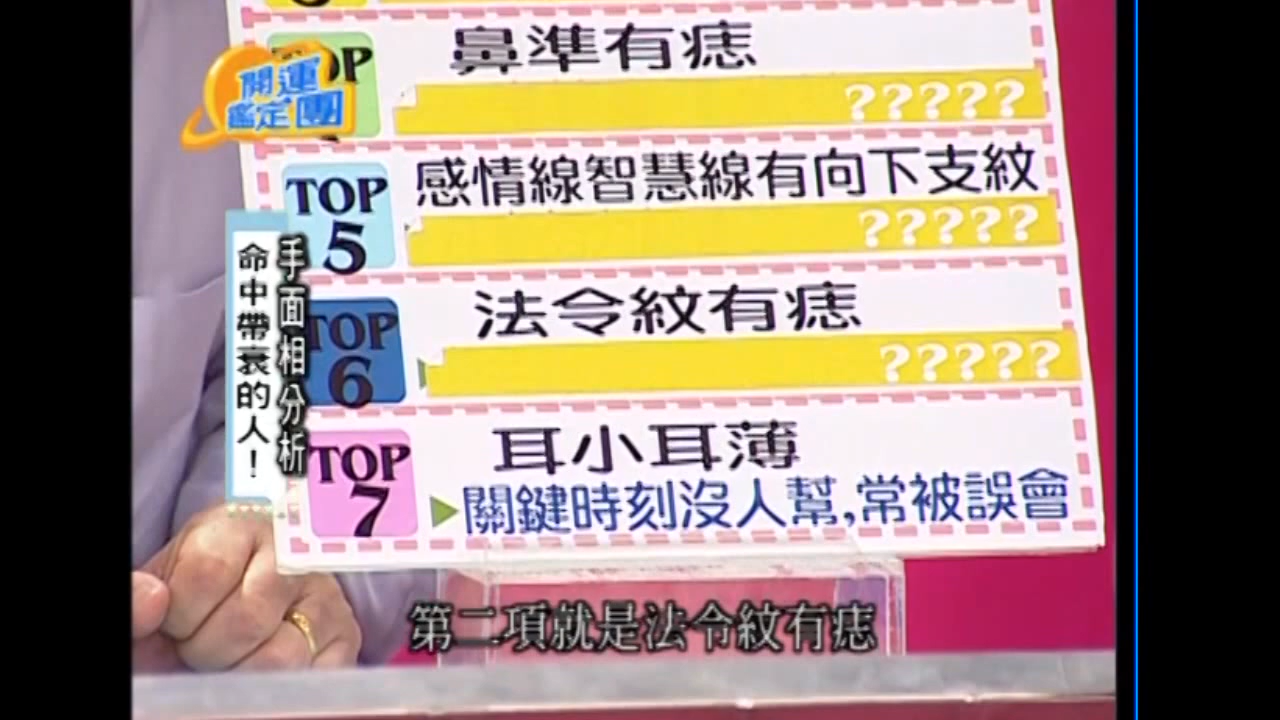 開運
鑑定團
TOP
鼻準有痣
?????
TOP
5
感情線智慧線有向下支紋
?????
TOP
6
法令紋有痣
?????
TOP
7
耳小耳薄
▶關鍵時刻沒人幫,常被誤會
手面相分析
命中帶衰的人!
第二項就是法令紋有痣